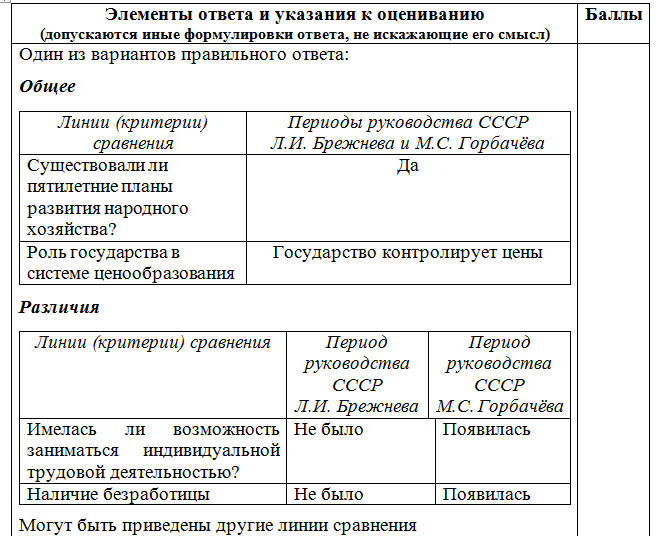 Элементы ответа и указания к оцениванию
(допускаются иные формулировки ответа, не искажающие его смысл)
Баллы
Один из вариантов правильного ответа:
Общее
Линии (критерии)
сравнения
Периоды руководства СССР
Л.И. Брежнева и М.С. Горбачёва
Существовали ли
пятилетние планы
развития народного
хозяйства?
Да
Роль государства в
системе ценообразования
Государство контролирует цены
Различия
Линии (критерии) сравнения
Период
руководства
СССР
Л.И. Брежнева
Период
руководства
СССР
М.С. Горбачёва
Имелась ли возможность
заниматься индивидуальной
трудовой деятельностью?
Не было
Появилась
Наличие безработицы
Не было
Появилась
Могут быть приведены другие линии сравнения